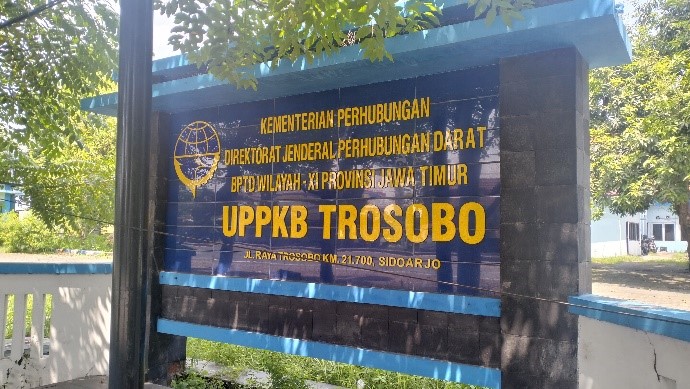 KEMENTERIAN PERHUBUNGAN
DIREKTORAT JENDERAL PERHUBUNGAN DARAT
BPTD WILAYAH - XI PROVINSI JAWA TIMUR
UPPKB TROSOBO
JL. RAYA TROSOBO KM. 21.700, SIDOARJO